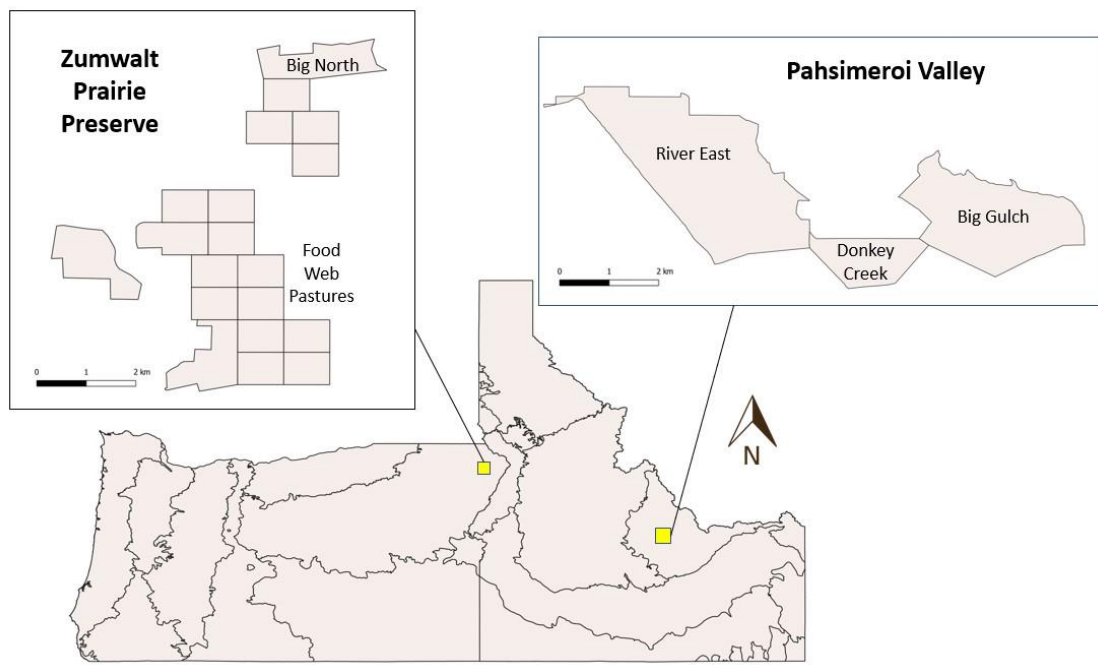 Zumwalt
Prairie
Preserve
Big North
Food
Web
Pastures
0 1 2 km
Pahsimeroi Valley
River East
Big Gulch
Donkey
Creek
0 1 2 km
N